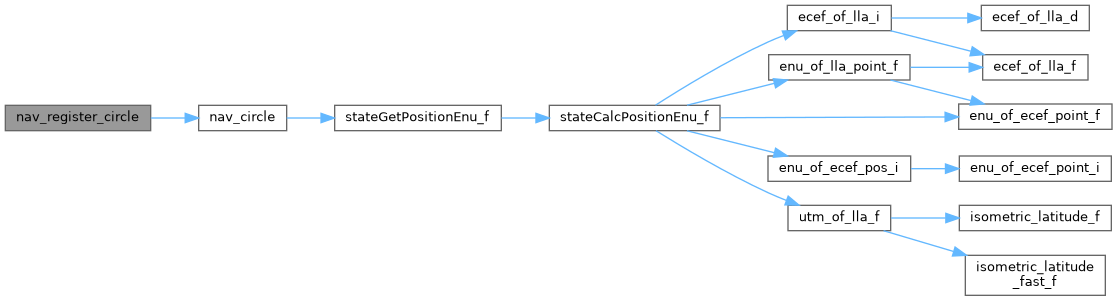 nav_register_circle
nav_circle
stateGetPositionEnu_f
stateCalcPositionEnu_f
ecef_of_lla_i
ecef_of_lla_d
ecef_of_lla_f
enu_of_lla_point_f
enu_of_ecef_point_f
enu_of_ecef_pos_i
enu_of_ecef_point_i
utm_of_lla_f
isometric_latitude_f
isometric_latitude
_fast_f